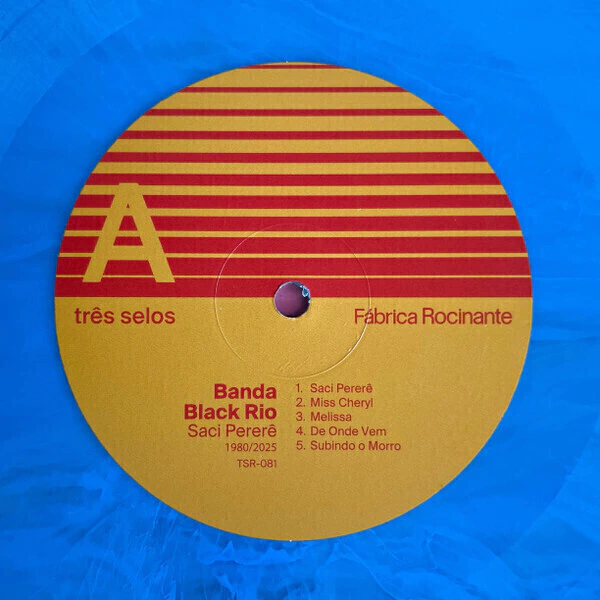 A
três selos
Fábrica Rocinante
Banda
Black Rio
Saci Pererê
1980/2025
TSR-081
1. Saci Pererê
2. Miss Cheryl
3. Melissa
4. De Onde Vem
5. Subindo o Morro